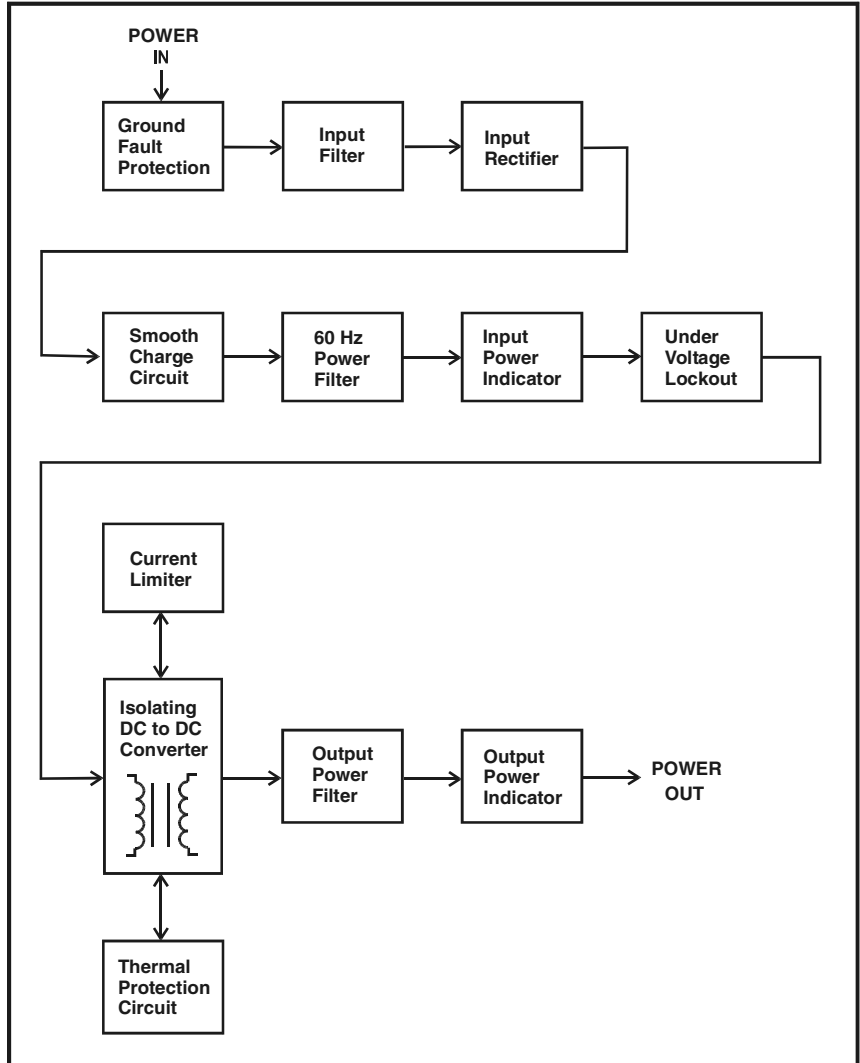 POWER
IN
Ground
Fault
Protection
Input
Filter
Input
Rectifier
Smooth
Charge
Circuit
60 Hz
Power
Filter
Input
Power
Indicator
Under
Voltage
Lockout
Current
Limiter
Isolating
DC to DC
Converter
Output
Power
Filter
Output
Power
Indicator
POWER
OUT
Thermal
Protection
Circuit